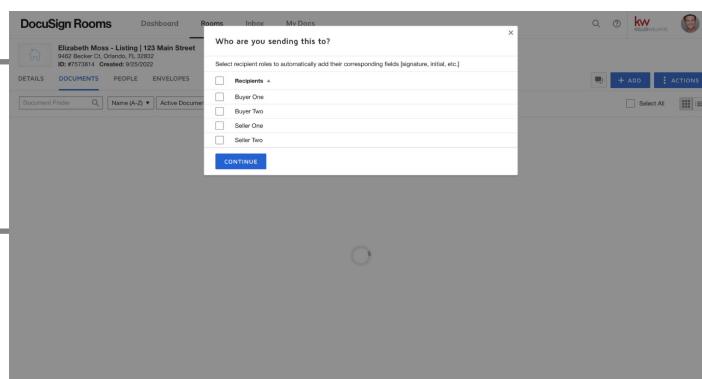 DocuSign Rooms
Dashboard
Rooms
Inbox
My Docs
kw
KELLERWILLIAMS
Elizabeth Moss - Listing | 123 Main Street
9462 Becker Ct, Orlando, FL 32832
ID: #7573814 Created: 9/25/2022
DETAILS
DOCUMENTS
PEOPLE
ENVELOPES
+ ADD
ACTIONS
Document Finder
Name (A-Z) ▼
Active Documen
Select All
Who are you sending this to?
×
Select recipient roles to automatically add their corresponding fields [signature, initial, etc.]
Recipients
Buyer One
Buyer Two
Seller One
Seller Two
CONTINUE